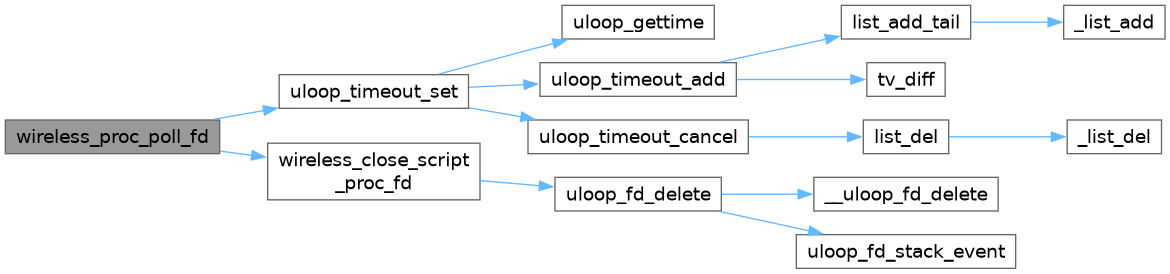 wireless_proc_poll_fd
uloop_timeout_set
uloop_gettime
uloop_timeout_add
list_add_tail
_list_add
tv_diff
uloop_timeout_cancel
list_del
_list_del
wireless_close_script
_proc_fd
uloop_fd_delete
__uloop_fd_delete
uloop_fd_stack_event